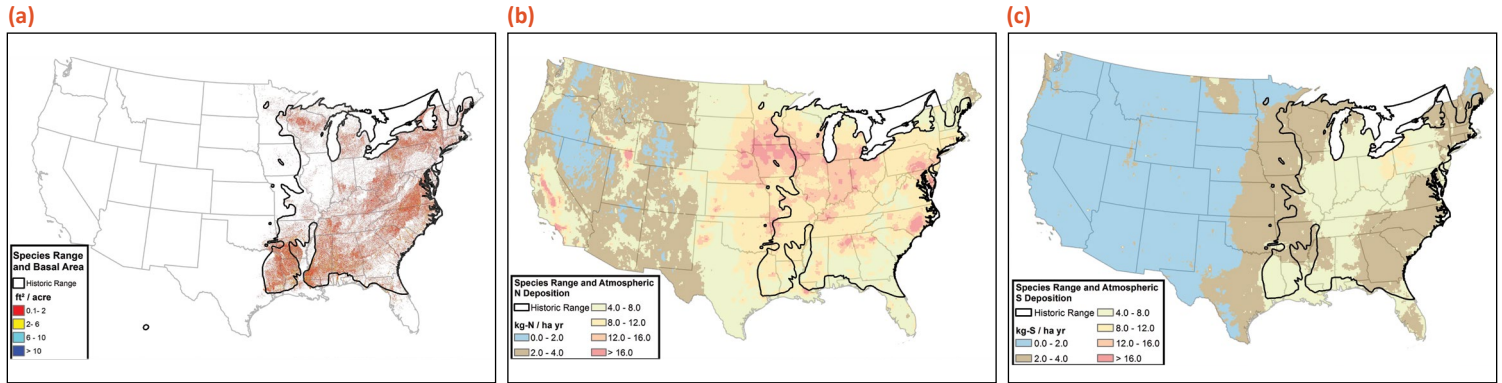 (a)
(b)
(c)
Species Range
and Basal Area
Historic Range
ft² / acre
0.1- 2
2- 6
6 - 10
> 10
Species Range and Atmospheric
N Deposition
Historic Range
kg-N / ha yr
0.0 - 2.0
2.0 - 4.0
4.0 - 8.0
8.0 - 12.0
12.0 - 16.0
> 16.0
Species Range and Atmospheric
S Deposition
Historic Range
kg-S / ha yr
0.0 - 2.0
2.0 - 4.0
4.0 - 8.0
8.0 - 12.0
12.0 - 16.0
> 16.0